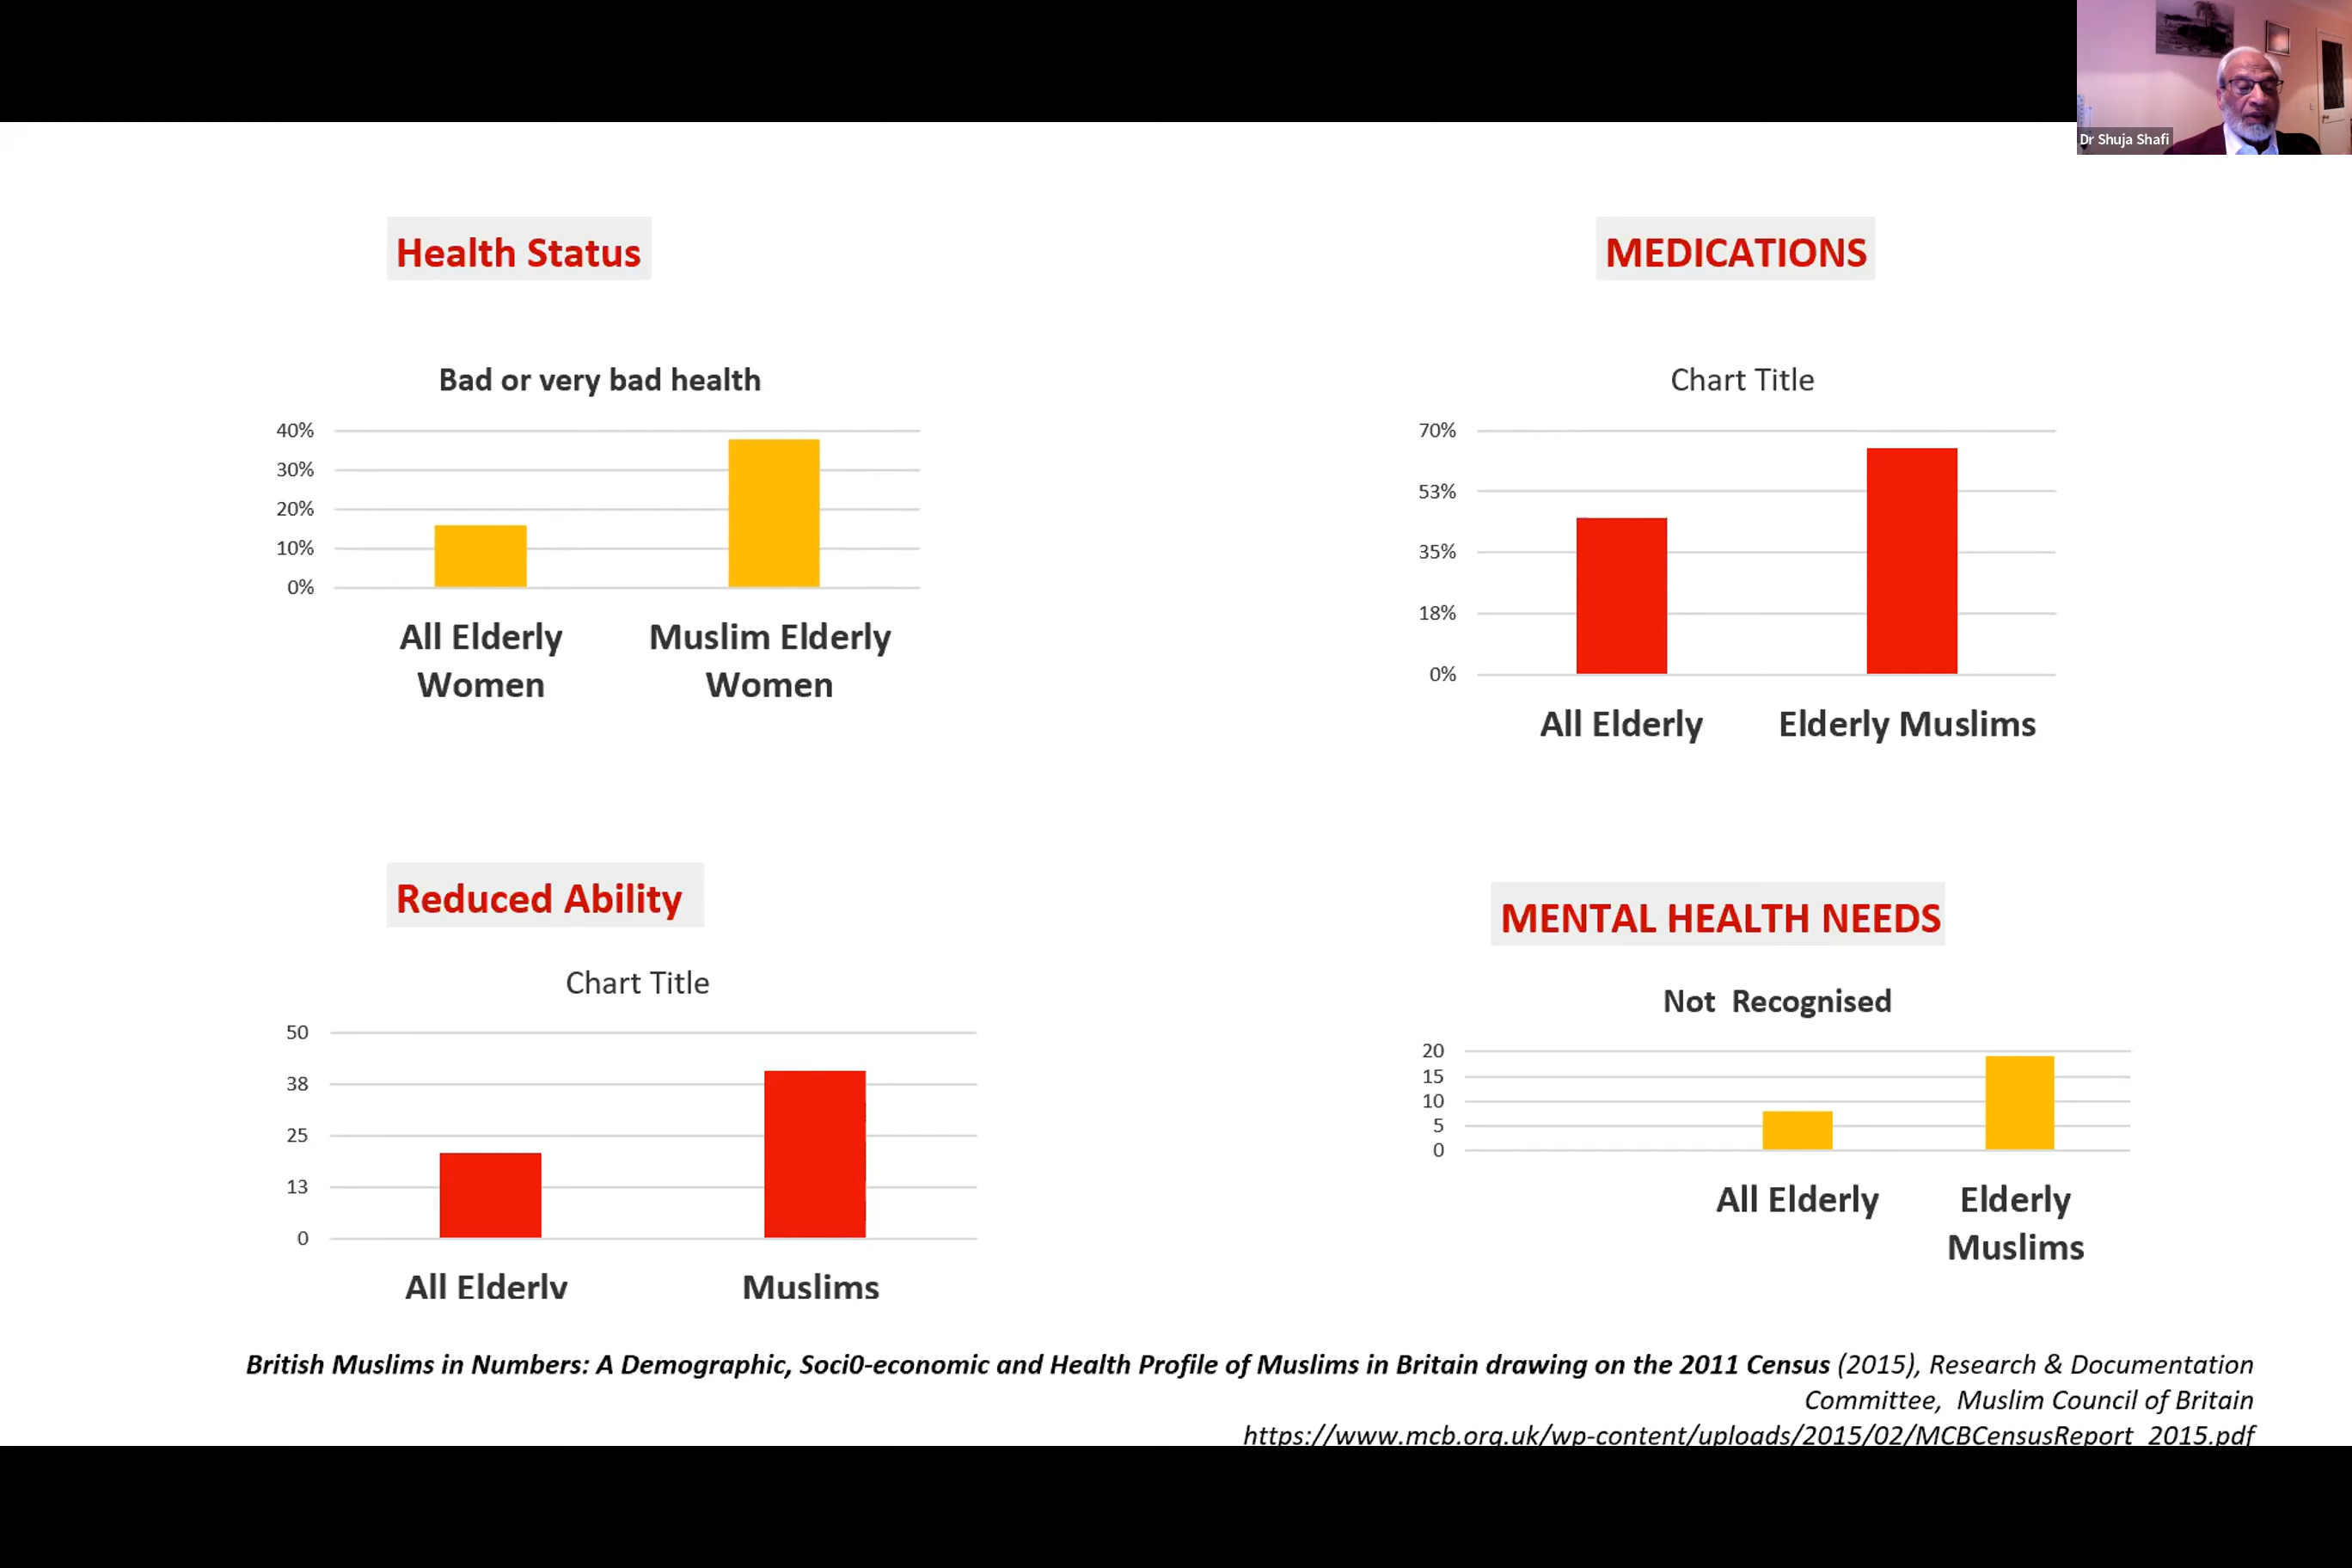 Dr Shuja Shafi
Health Status
Bad or very bad health
40%
30%
20%
10%
0%
All Elderly
Women
Muslim Elderly
Women
MEDICATIONS
Chart Title
70%
53%
35%
18%
0%
All Elderly
Elderly Muslims
Reduced Ability
Chart Title
50
38
25
13
0
All Elderly
Muslims
MENTAL HEALTH NEEDS
Not  Recognised
20
15
10
5
0
All Elderly
Elderly
Muslims
British Muslims in Numbers: A Demographic, Soci0-economic and Health Profile of Muslims in Britain drawing on the 2011 Census (2015), Research & Documentation
Committee,  Muslim Council of Britain
https://www.mcb.org.uk/wp-content/uploads/2015/02/MCBCensusReport_2015.pdf